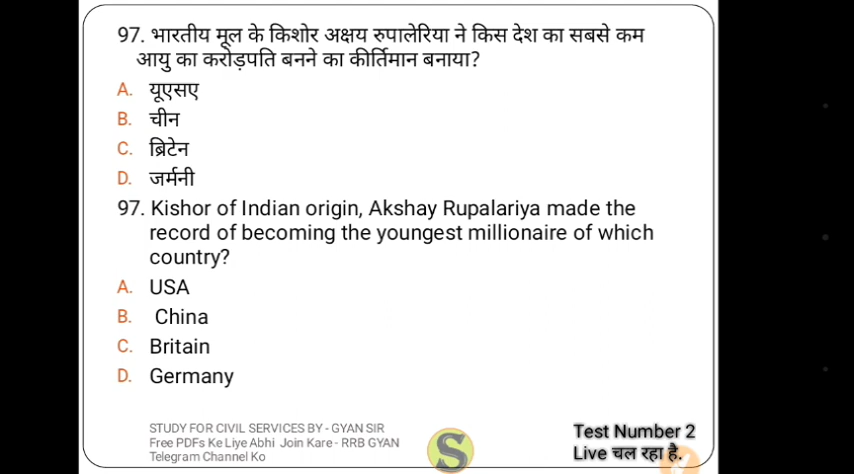 97. भारतीय मूल के किशोर अक्षय रुपालेरिया ने किस देश का सबसे कम
आयु का करोड़पति बनने का कीर्तिमान बनाया?
A. यूएसए
B. चीन
C. ब्रिटेन
D. जर्मनी
97. Kishor of Indian origin, Akshay Rupalariya made the
record of becoming the youngest millionaire of which
country?
A. USA
B. China
C. Britain
D. Germany
STUDY FOR CIVIL SERVICES BY - GYAN SIR
Free PDFs Ke Liye Abhi Join Kare - RRB GYAN
Telegram Channel Ko
S
Test Number 2
Live चल रहा है.